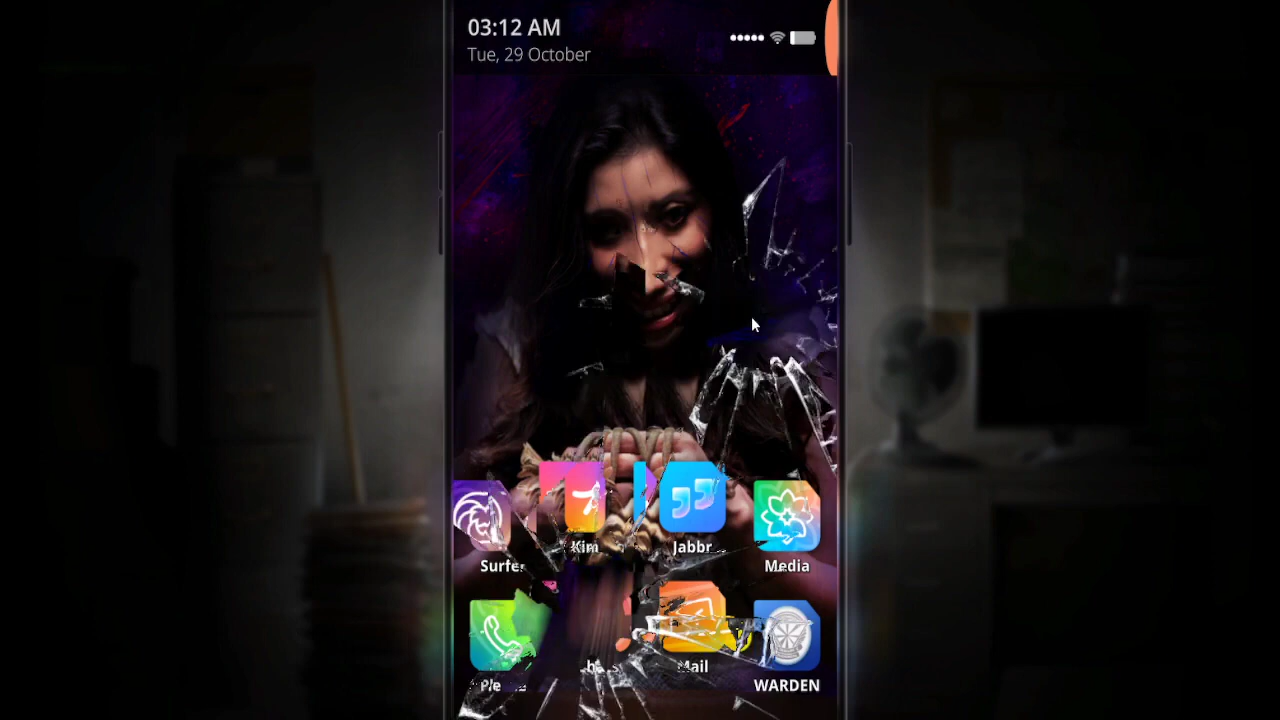 03:12 AM
Tue, 29 October
Kim
Jabbr
Surfer
Media
Mail
WARDEN